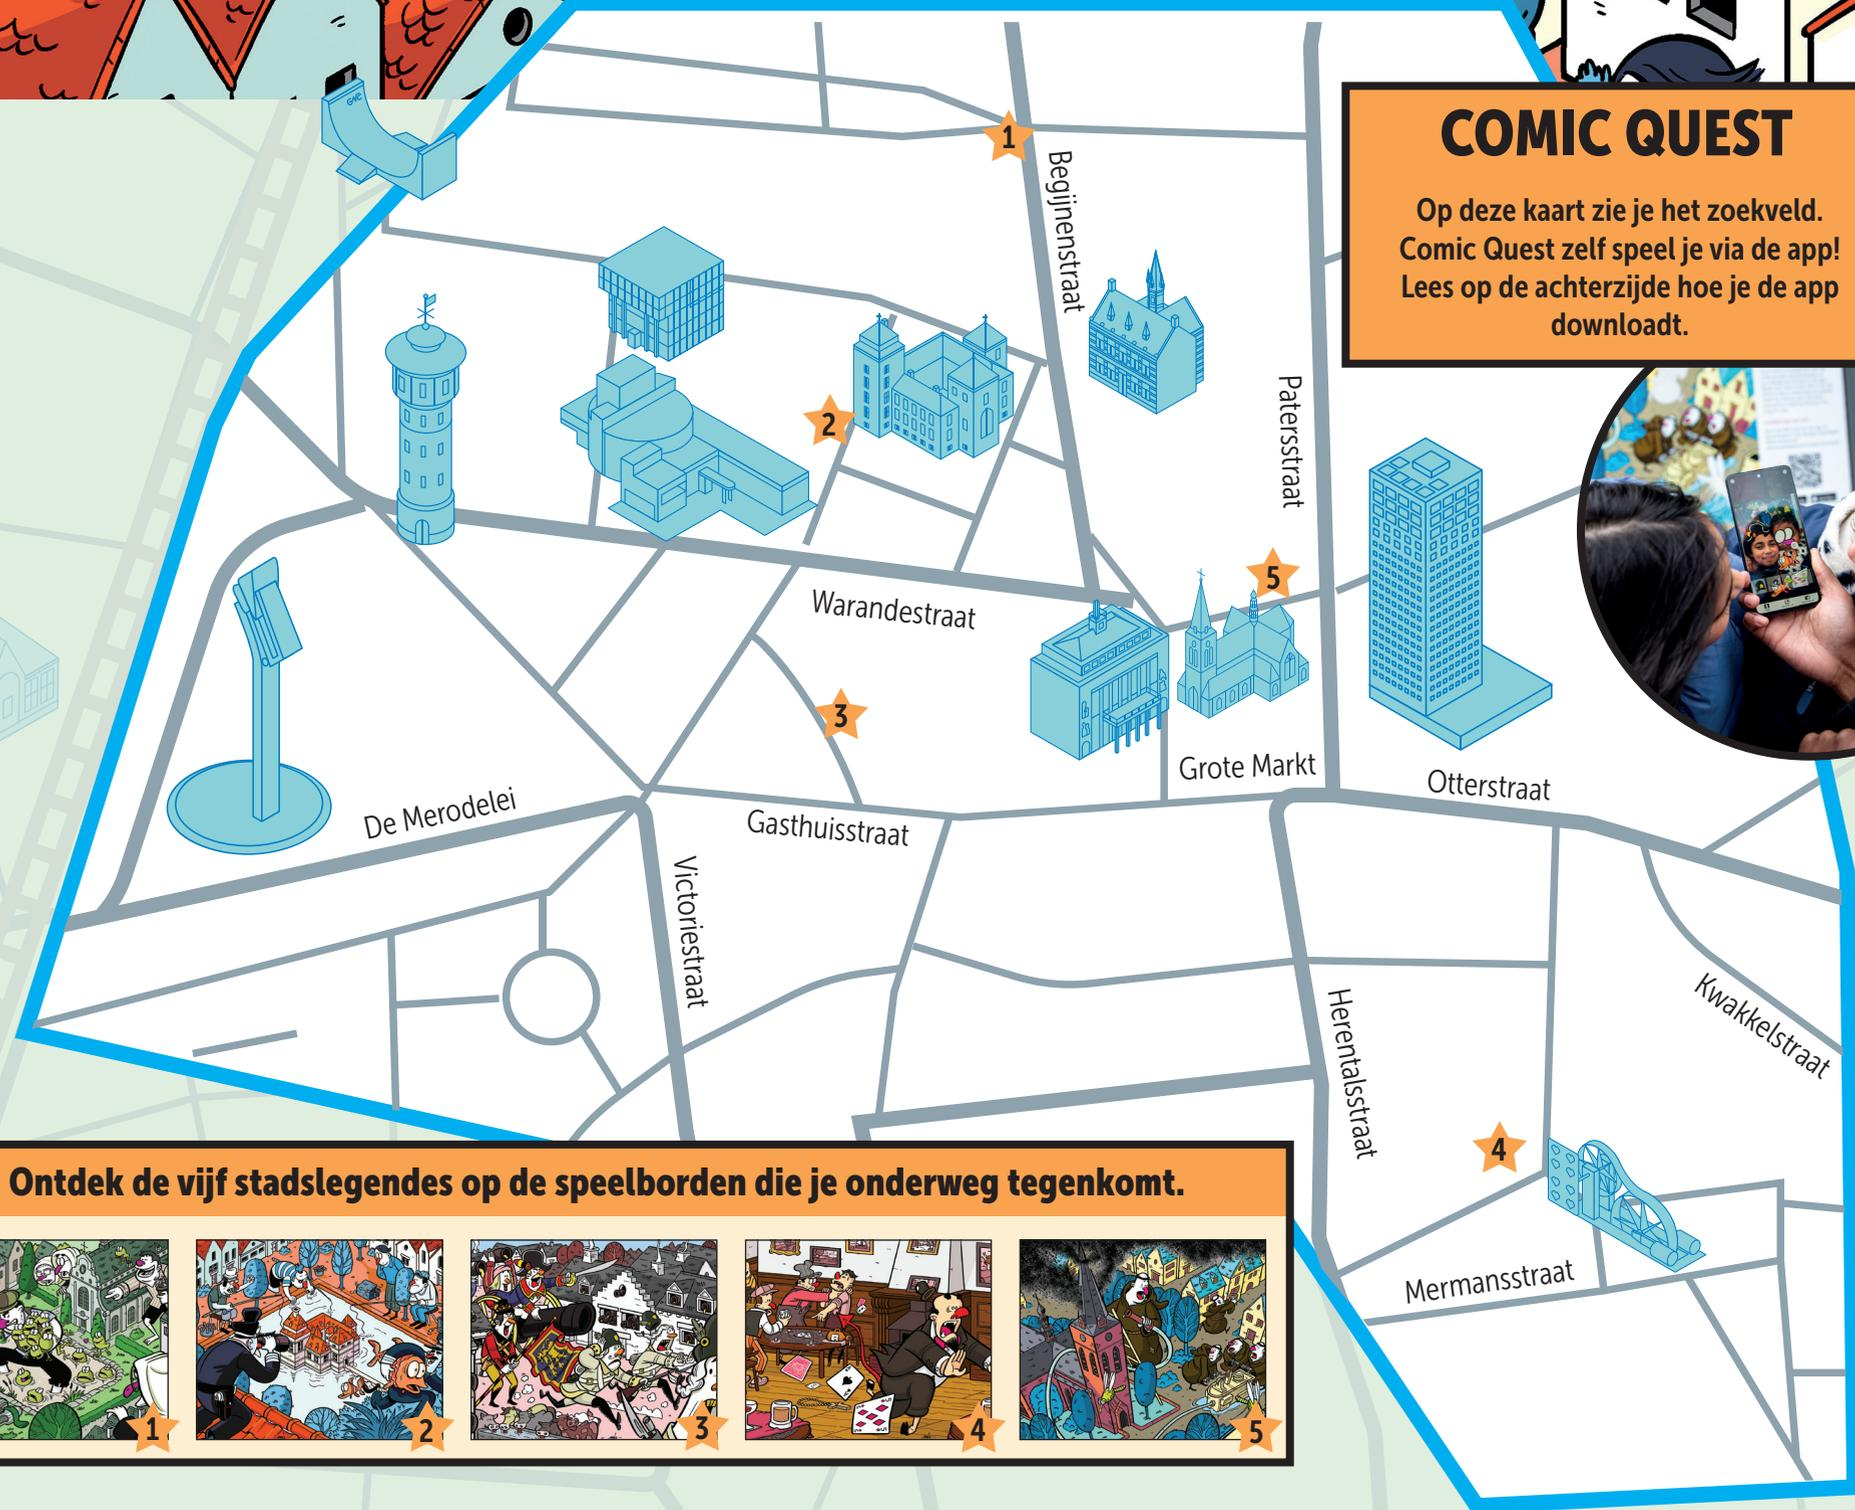 COMIC QUEST
Op deze kaart zie je het zoekveld.
Comic Quest zelf speel je via de app!
Lees op de achterzijde hoe je de app
downloadt.
1
Begijnenstraat
2
Patersstraat
5
Warandestraat
3
Grote Markt
Otterstraat
De Merodelei
Gasthuisstraat
Victoriestraat
Herentalsstraat
Kwakkelstraat
4
Mermansstraat
Ontdek de vijf stadslegendes op de speelborden die je onderweg tegenkomt.
1
2
3
4
5